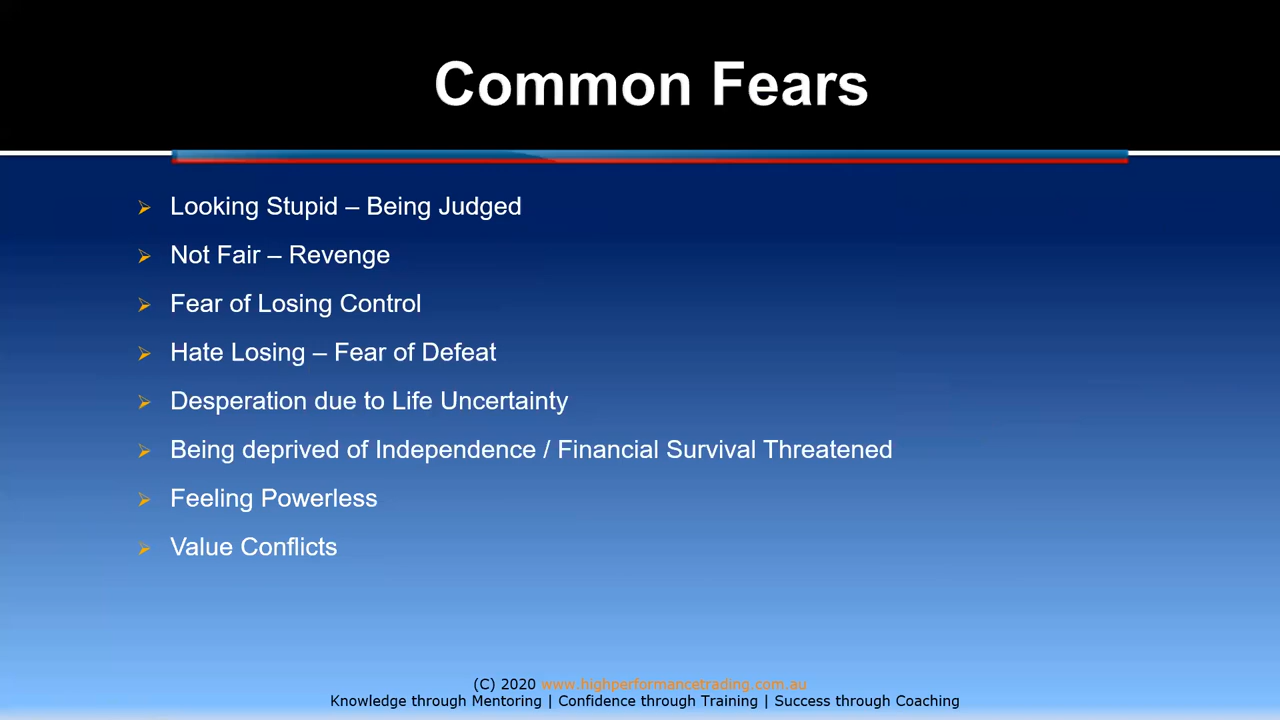 Common Fears
Looking Stupid – Being Judged
Not Fair – Revenge
Fear of Losing Control
Hate Losing – Fear of Defeat
Desperation due to Life Uncertainty
Being deprived of Independence / Financial Survival Threatened
Feeling Powerless
Value Conflicts
(C) 2020 www.highperformancetrading.com.au
Knowledge through Mentoring | Confidence through Training | Success through Coaching